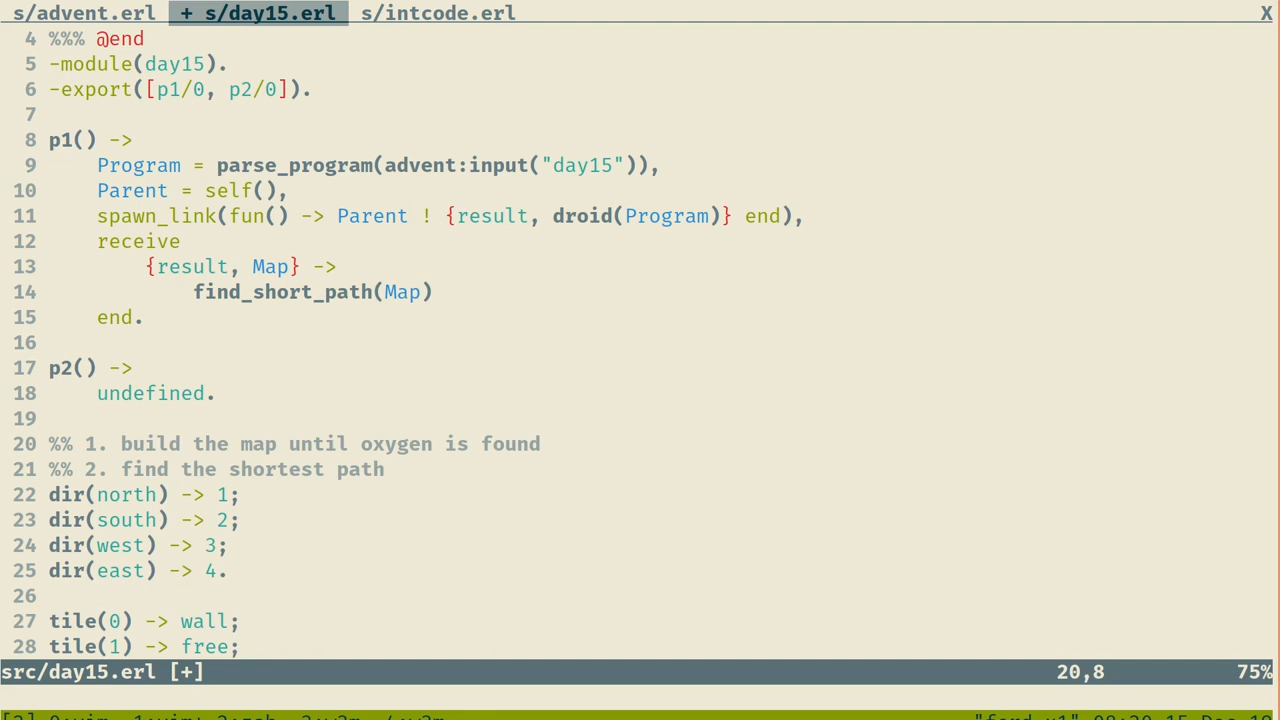 s/advent.erl + s/day15.erl s/intcode.erl X
4 %%% @end
5 -module(day15).
6 -export([p1/0, p2/0]).
7
8 p1() ->
9     Program = parse_program(advent:input("day15")),
10     Parent = self(),
11     spawn_link(fun() -> Parent ! {result, droid(Program)} end),
12     receive
13         {result, Map} ->
14             find_short_path(Map)
15     end.
16
17 p2() ->
18     undefined.
19
20 %% 1. build the map until oxygen is found
21 %% 2. find the shortest path
22 dir(north) -> 1;
23 dir(south) -> 2;
24 dir(west) -> 3;
25 dir(east) -> 4.
26
27 tile(0) -> wall;
28 tile(1) -> free;
src/day15.erl [+] 20,8 75%